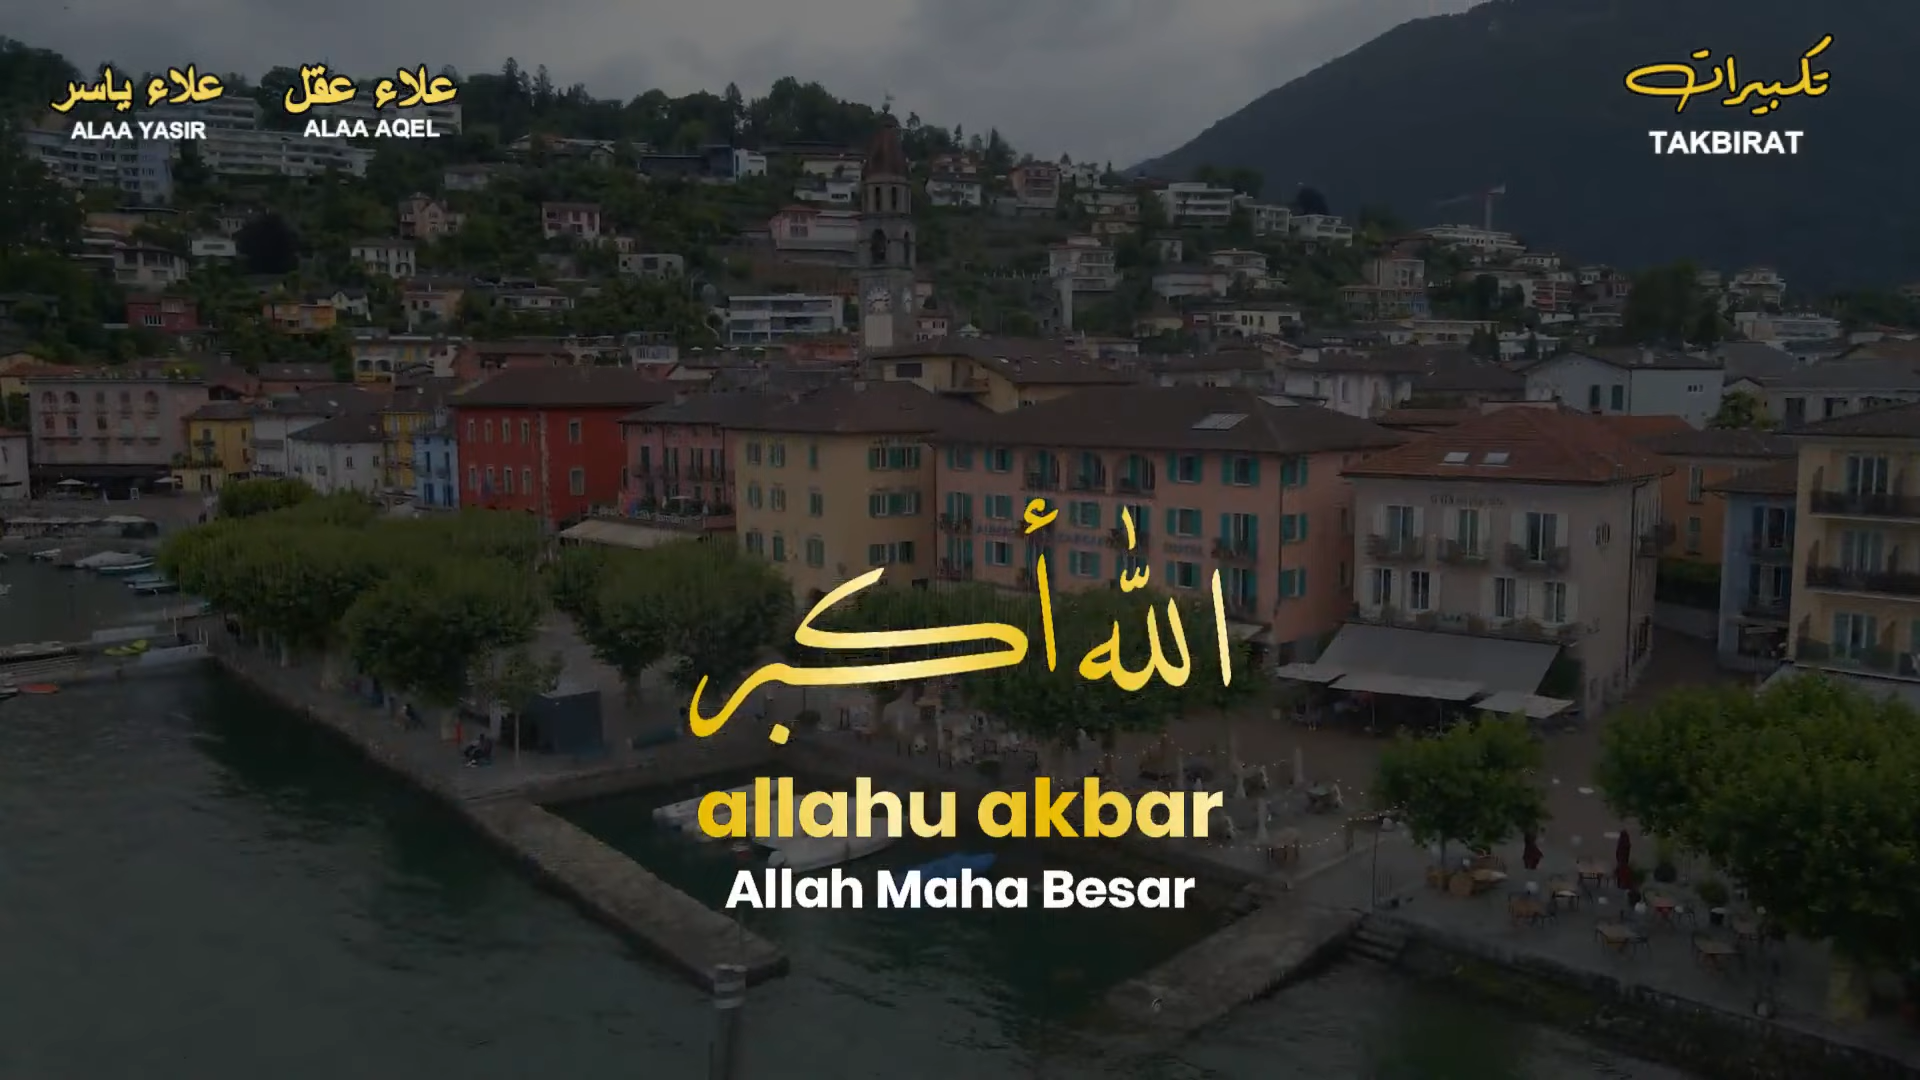 علاء ياسر
ALAA YASIR
علاء عقل
ALAA AQEL
تكبيرات
TAKBIRAT
الله أكبر
allahu akbar
Allah Maha Besar